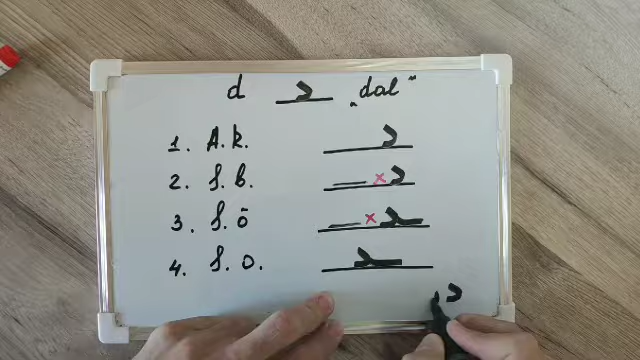 d د „dal“
1. A.k. د
2. S.b. × د
3. S.ō × ـد
4. S.O. ـد
د